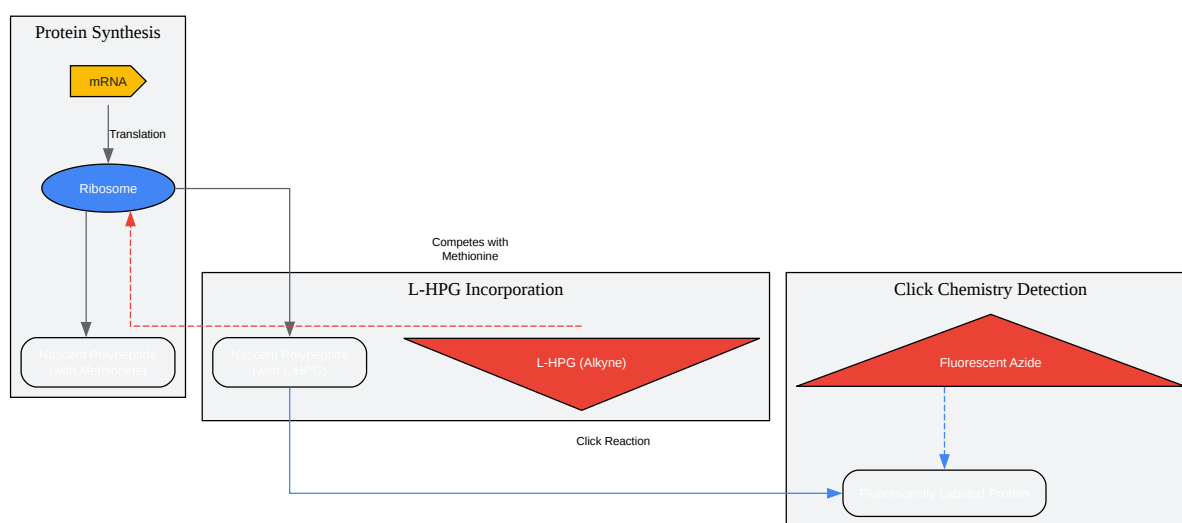 Protein Synthesis
mRNA
Translation
Ribosome
Nascent Polypeptide
(with Methionine)
Competes with
Methionine
L-HPG Incorporation
Nascent Polypeptide
(with L-HPG)
L-HPG (Alkyne)
Click Reaction
Click Chemistry Detection
Fluorescent Azide
Fluorescently Labeled Protein